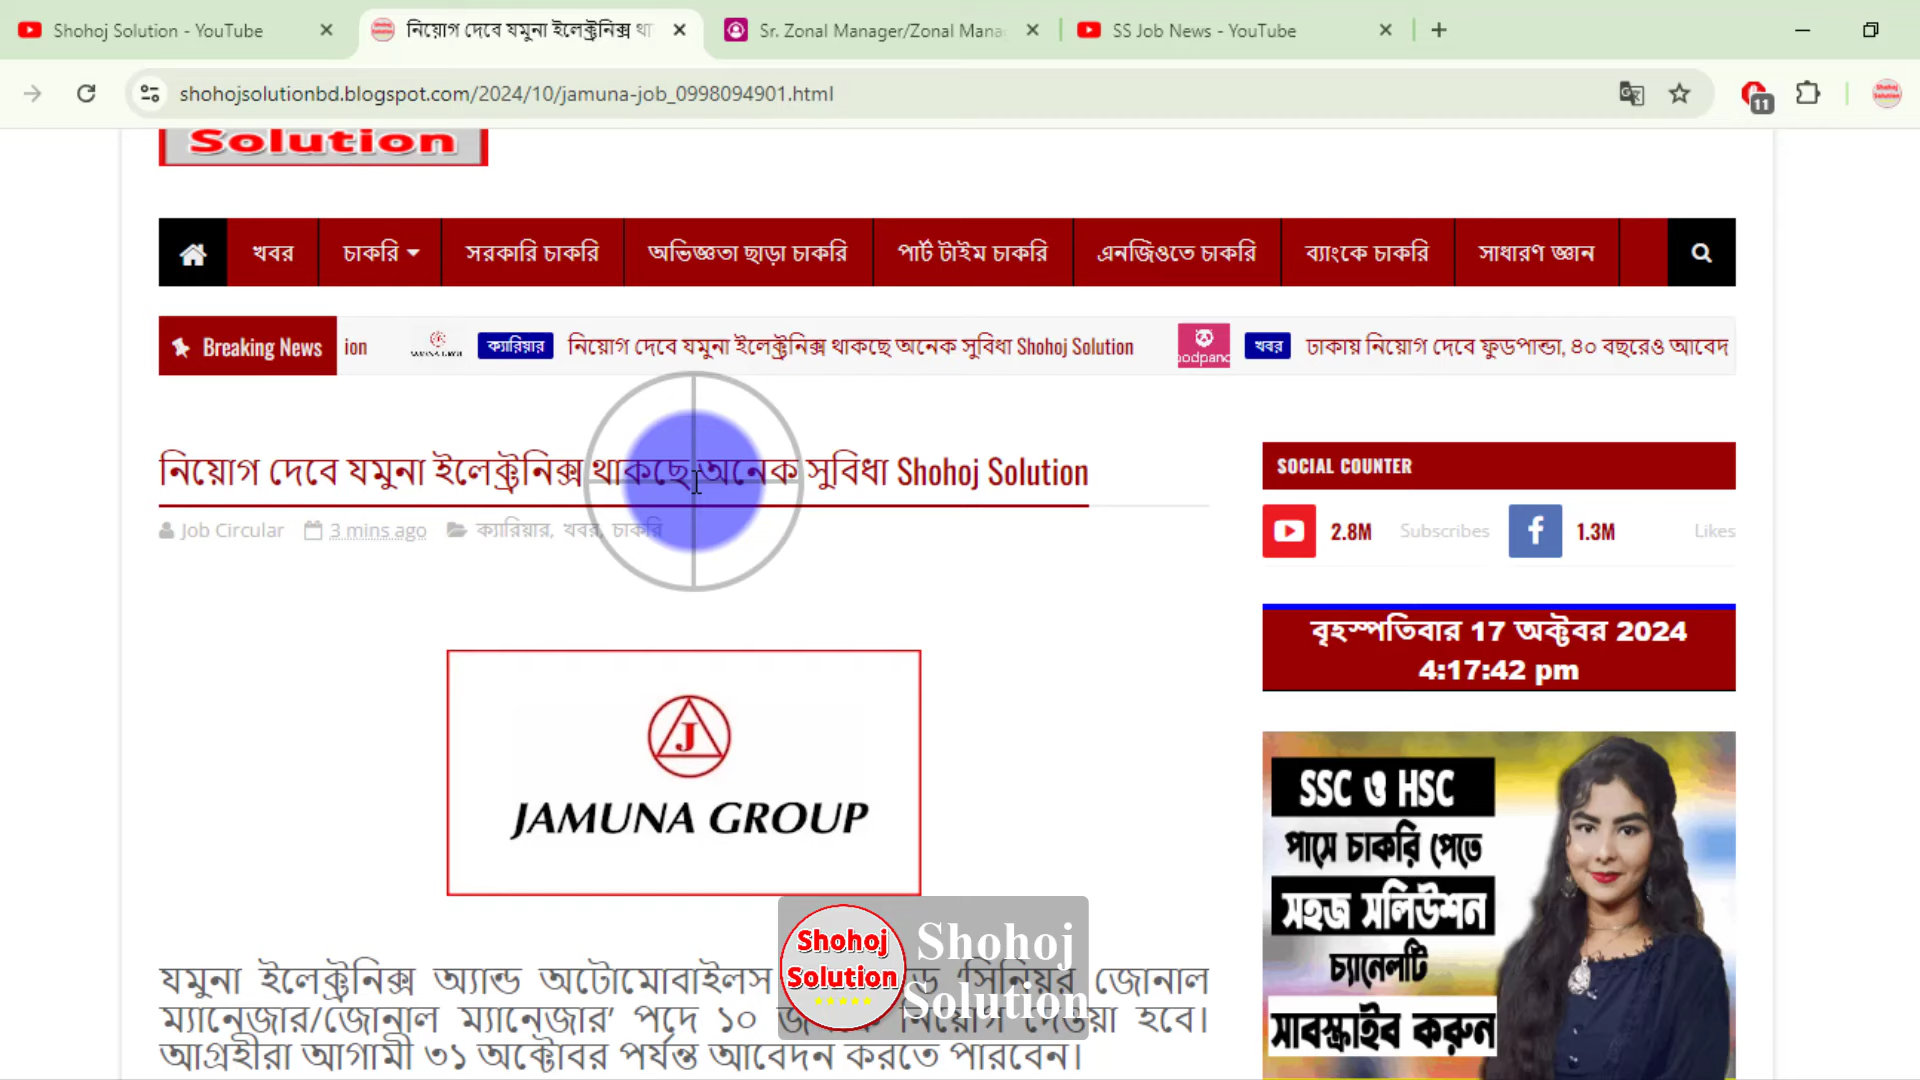 Shohoj Solution - YouTube
নিয়োগ দেবে যমুনা ইলেক্ট্রনিক্স থা
Sr. Zonal Manager/Zonal Mana
SS Job News - YouTube
shohojsolutionbd.blogspot.com/2024/10/jamuna-job_0998094901.html
11
Solution
খবর
চাকরি
সরকারি চাকরি
অভিজ্ঞতা ছাড়া চাকরি
পার্ট টাইম চাকরি
এনজিওতে চাকরি
ব্যাংকে চাকরি
সাধারণ জ্ঞান
Breaking News
ion
ক্যারিয়ার
নিয়োগ দেবে যমুনা ইলেক্ট্রনিক্স থাকছে অনেক সুবিধা Shohoj Solution
খবর
ঢাকায় নিয়োগ দেবে ফুডপান্ডা, ৪০ বছরেও আবেদ
নিয়োগ দেবে যমুনা ইলেক্ট্রনিক্স থাকছে অনেক সুবিধা Shohoj Solution
Job Circular 3 mins ago ক্যারিয়ার, খবর, চাকরি
SOCIAL COUNTER
2.8M Subscribes
1.3M Likes
বৃহস্পতিবার 17 অক্টবর 2024
4:17:42 pm
J
JAMUNA GROUP
SSC ও HSC
পাসে চাকরি পেতে
সহজ সলিউশন
চ্যানেলটি
সাবস্ক্রাইব করুন
যমুনা ইলেক্ট্রনিক্স অ্যান্ড অটোমোবাইলস ‘সিনিয়র জোনাল
ম্যানেজার/জোনাল ম্যানেজার’ পদে ১০ নিয়োগ দেওয়া হবে।
আগ্রহীরা আগামী ৩১ অক্টোবর পর্যন্ত আবেদন করতে পারবেন।
Shohoj
Solution
Shohoj
Solution